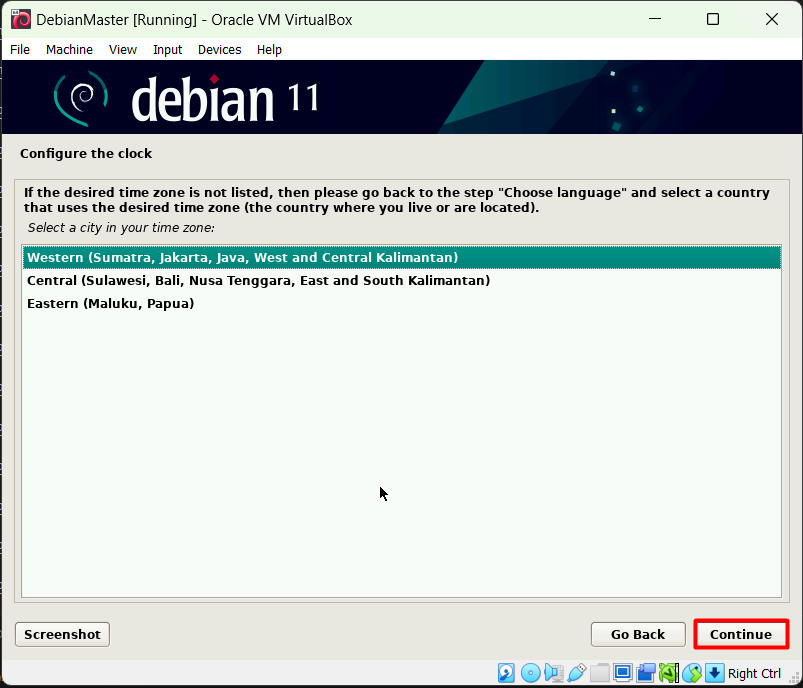 DebianMaster [Running] - Oracle VM VirtualBox
File Machine View Input Devices Help
debian 11
Configure the clock
If the desired time zone is not listed, then please go back to the step "Choose language" and select a country
that uses the desired time zone (the country where you live or are located).
Select a city in your time zone:
Western (Sumatra, Jakarta, Java, West and Central Kalimantan)
Central (Sulawesi, Bali, Nusa Tenggara, East and South Kalimantan)
Eastern (Maluku, Papua)
Screenshot Go Back Continue
Right Ctrl